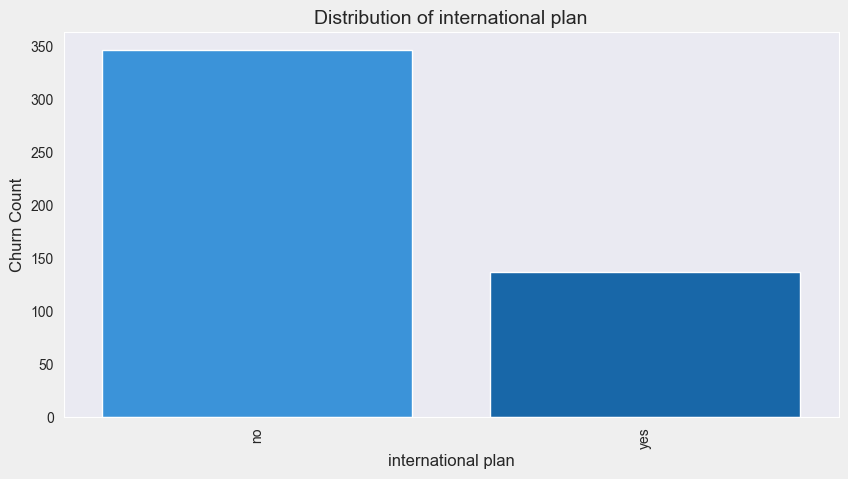 Distribution of international plan
350
300
250
200
150
100
50
0
Churn Count
no
yes
international plan